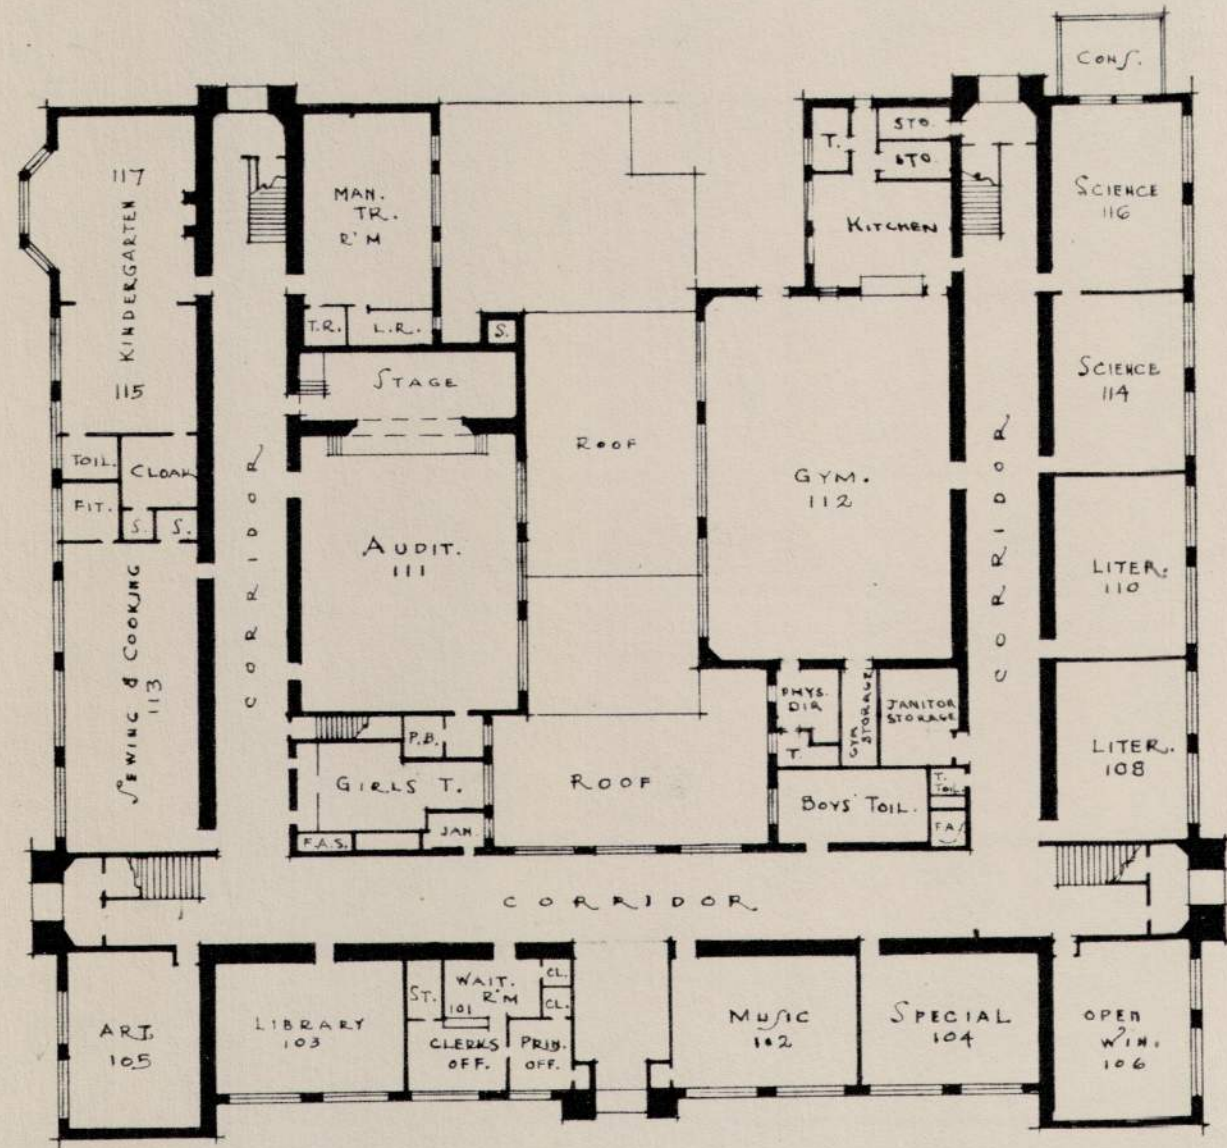 CONS.
STO.
T.
STO.
117
MAN.
TR.
R'M
SCIENCE
116
KITCHEN
KINDERGARTEN
T.R.
L.R.
S.
STAGE
115
SCIENCE
114
ROOF
TOIL.
CLOAK
FIT.
S.
S.
CORRIDOR
GYM.
112
CORRIDOR
AUDIT.
111
LITER.
110
SEWING & COOKING
113
PHYS.
DIR
GYM
STORAGE
JANITOR
STORAGE
P.B.
T.
LITER.
108
GIRLS' T.
ROOF
T.
TOIL.
BOYS' TOIL.
JAN.
F.A.S.
F.A.
CORRIDOR
ART.
105
LIBRARY
103
ST.
WAIT.
R'M
101
CL.
CL.
CLERKS
OFF.
PRIN.
OFF.
MUSIC
102
SPECIAL
104
OPEN
WIN.
106